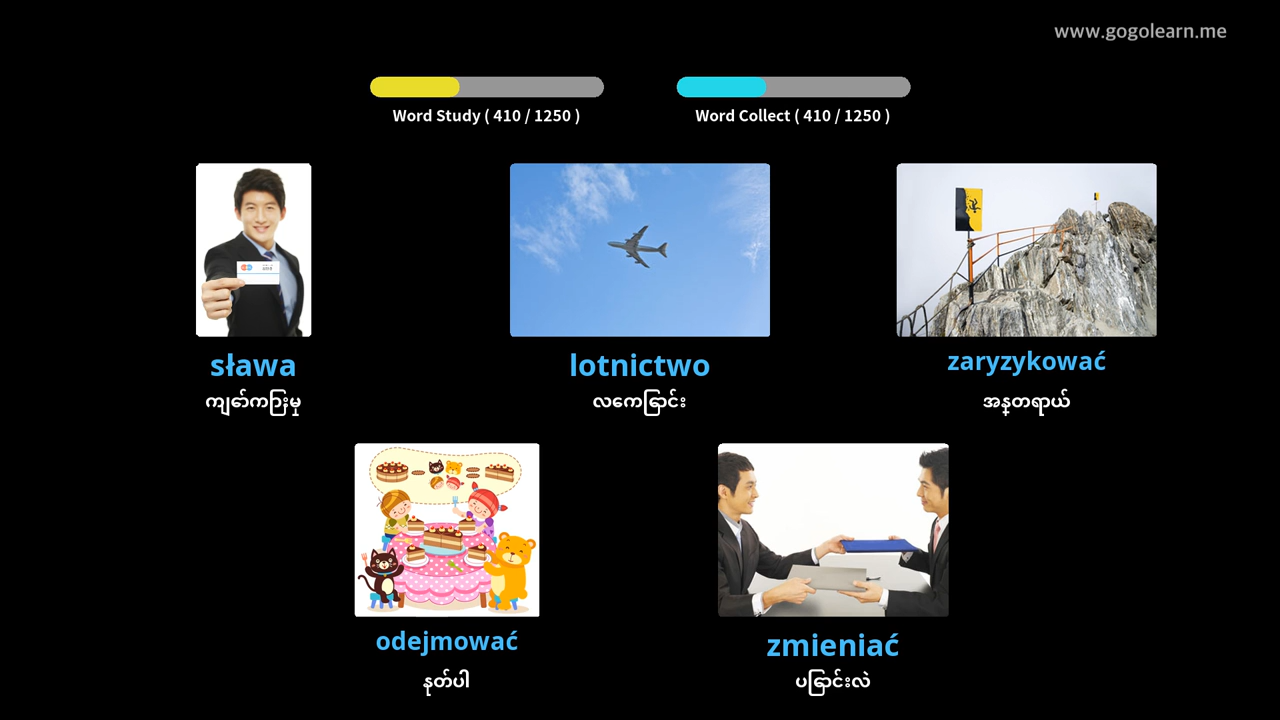 www.gogolearn.me
Word Study ( 410 / 1250 )
Word Collect ( 410 / 1250 )
sława
ကျော်ကြားမှု
lotnictwo
လကြောင်း
zaryzykować
အန္တရာယ်
odejmować
နုတ်ပါ
zmieniać
ပြောင်းလဲ